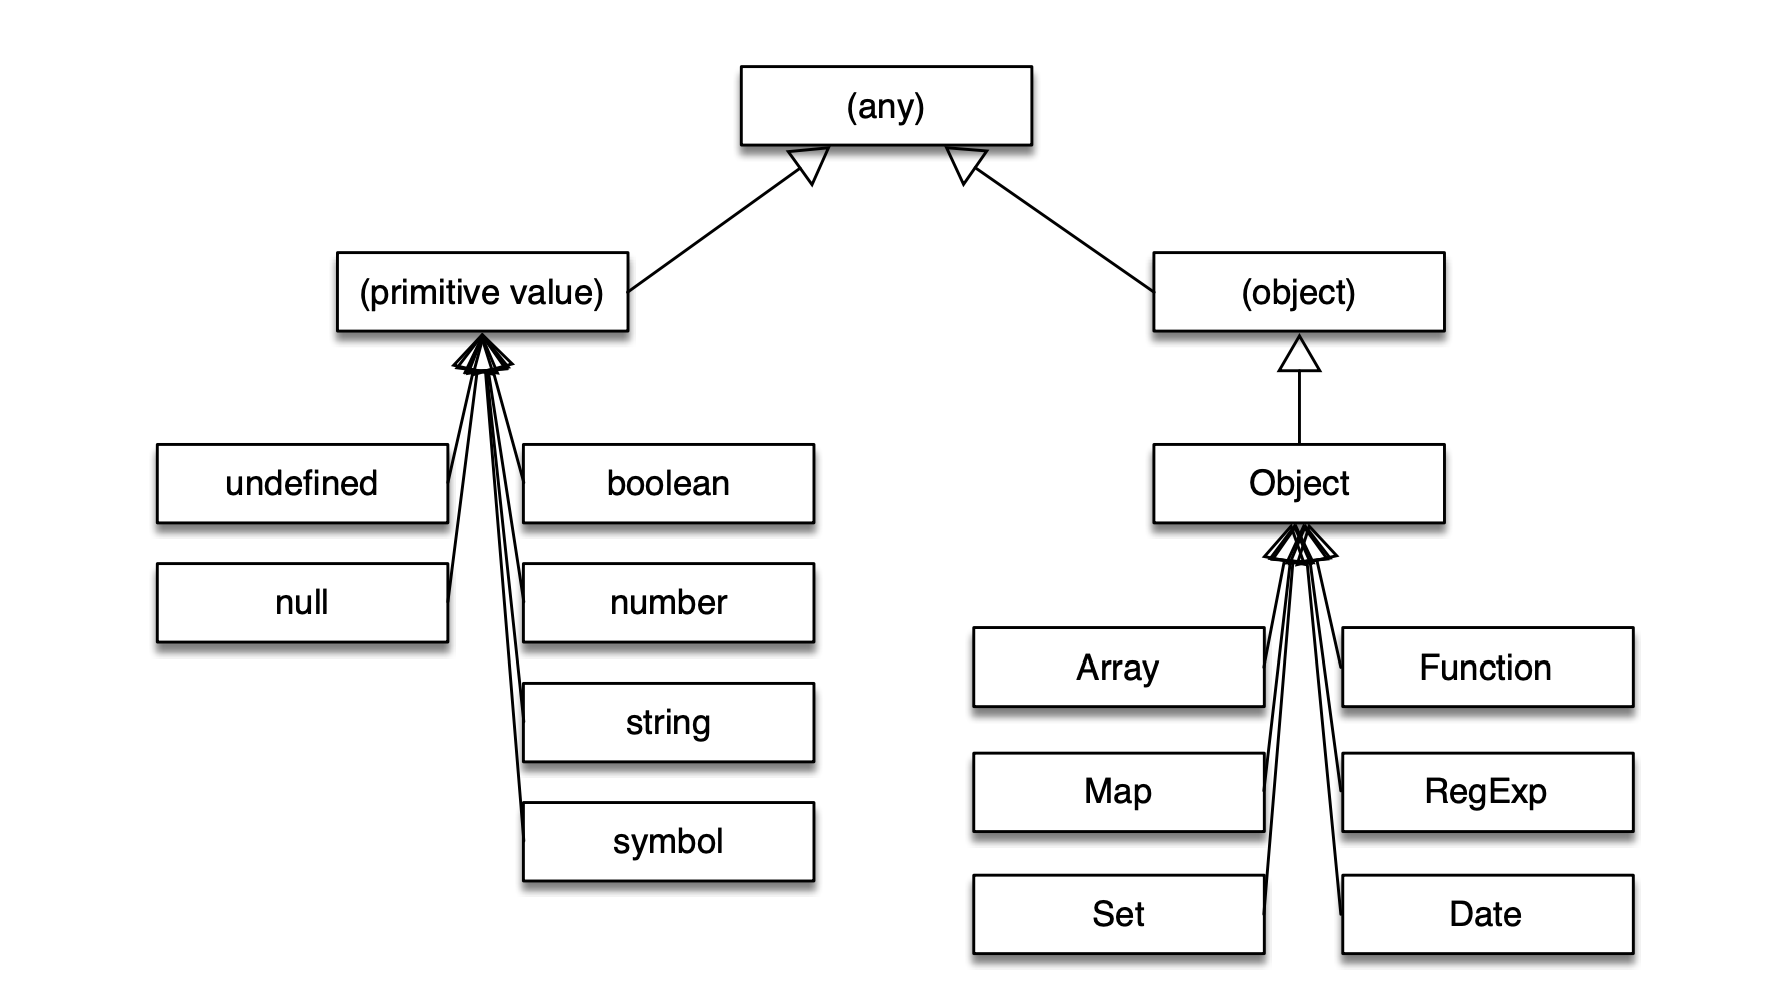 (any)
(primitive value)
(object)
undefined
boolean
Object
null
number
Array
Function
string
Map
RegExp
symbol
Set
Date